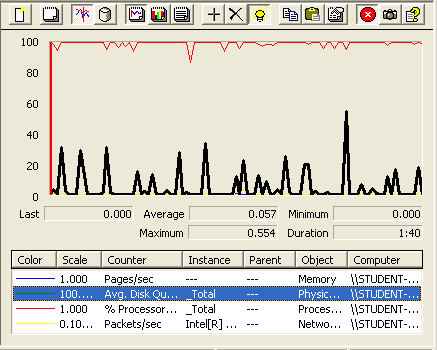 100
80
60
40
20
0
Last 0.000 Average 0.057 Minimum 0.000
Maximum 0.554 Duration 1:40
Color Scale Counter Instance Parent Object Computer
1.000 Pages/sec --- --- Memory \\STUDENT-...
100.... Avg. Disk Qu... _Total --- Physic... \\STUDENT-...
1.000 % Processor... _Total --- Proces... \\STUDENT-...
0.10... Packets/sec Intel[R] ... --- Netwo... \\STUDENT-...